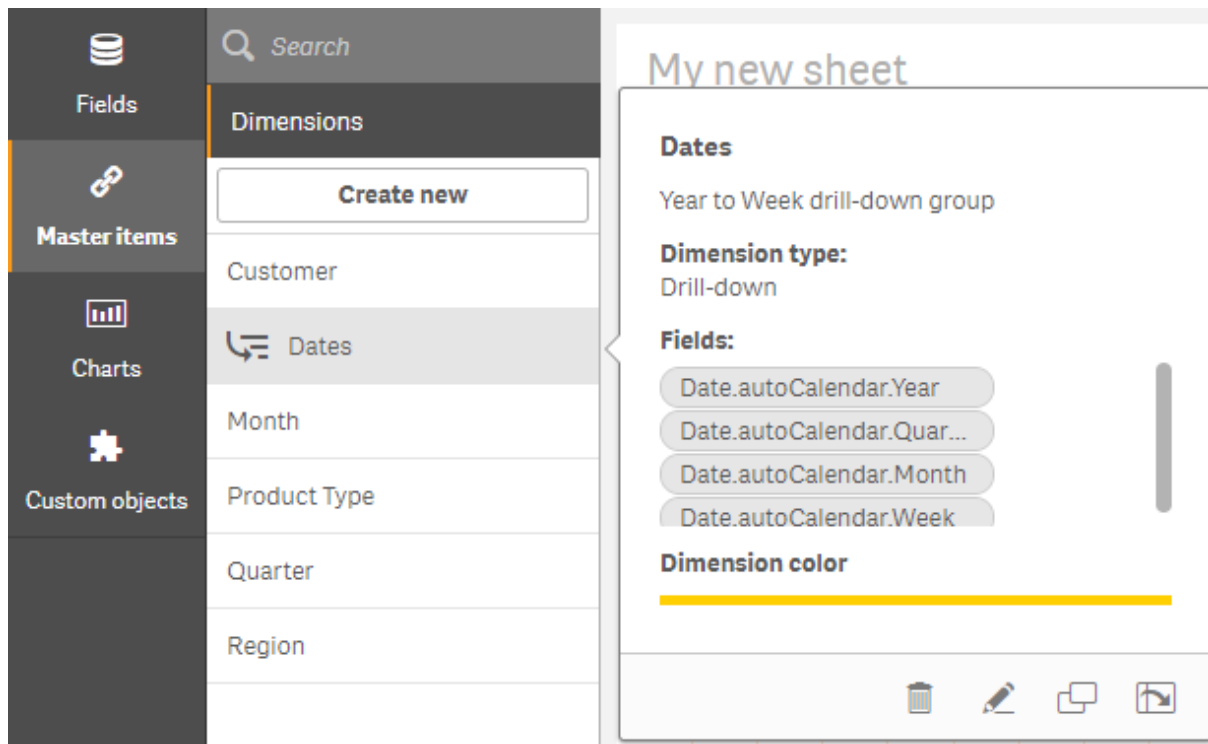 Fields
Master items
Charts
Custom objects
Search
Dimensions
Create new
Customer
Dates
Month
Product Type
Quarter
Region
My new sheet
Dates
Year to Week drill-down group
Dimension type:
Drill-down
Fields:
Date.autoCalendar.Year
Date.autoCalendar.Quar...
Date.autoCalendar.Month
Date.autoCalendar.Week
Dimension color